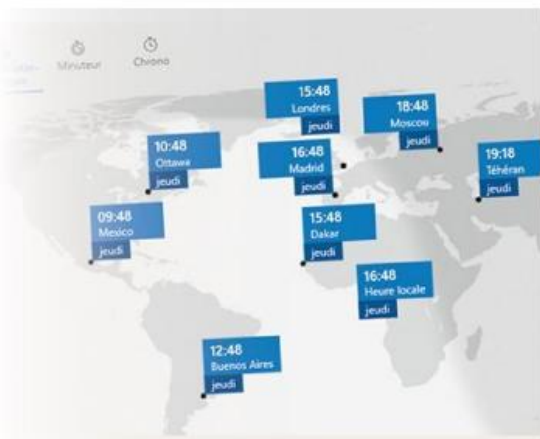 Minuteur
Chrono
15:48
Londres
jeudi
18:48
Moscou
jeudi
10:48
Ottawa
jeudi
16:48
Madrid
jeudi
19:18
Téhéran
jeudi
09:48
Mexico
jeudi
15:48
Dakar
jeudi
16:48
Heure locale
jeudi
12:48
Buenos Aires
jeudi